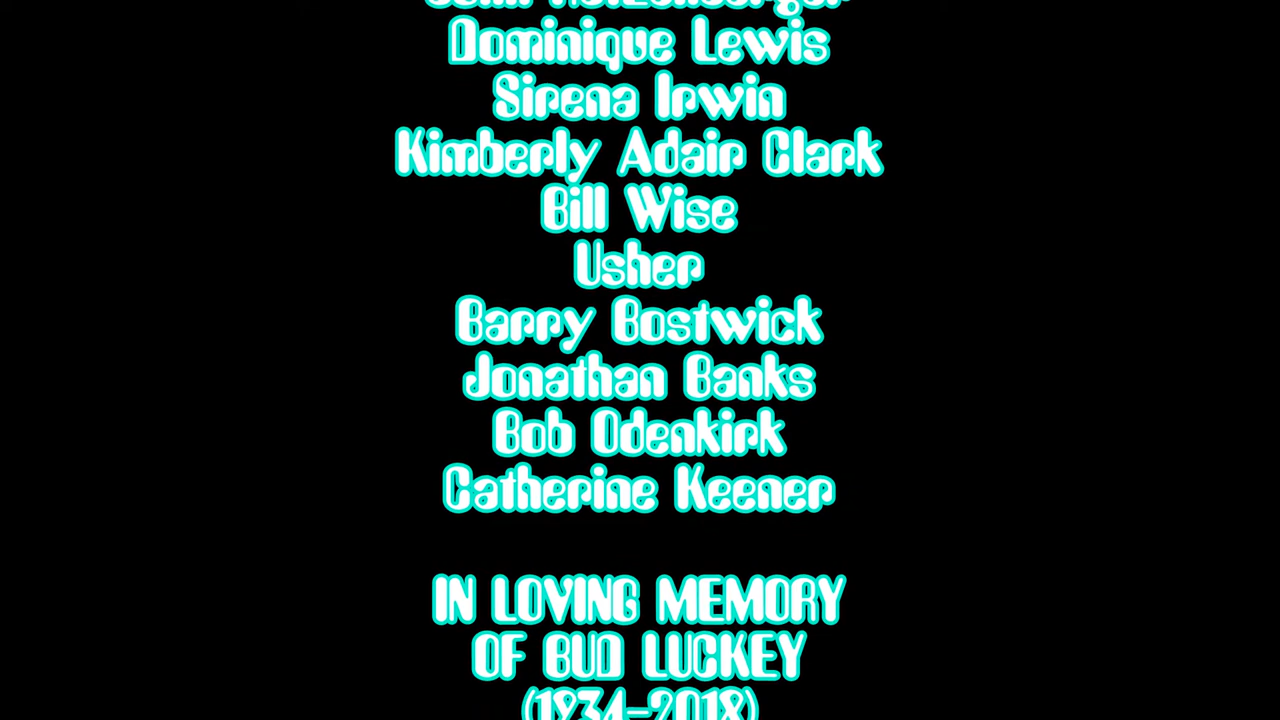 Dominique Lewis
Sirena Irwin
Kimberly Adair Clark
Bill Wise
Usher
Barry Bostwick
Jonathan Banks
Bob Odenkirk
Catherine Keener
IN LOVING MEMORY
OF BUD LUCKEY
(1934-2018)